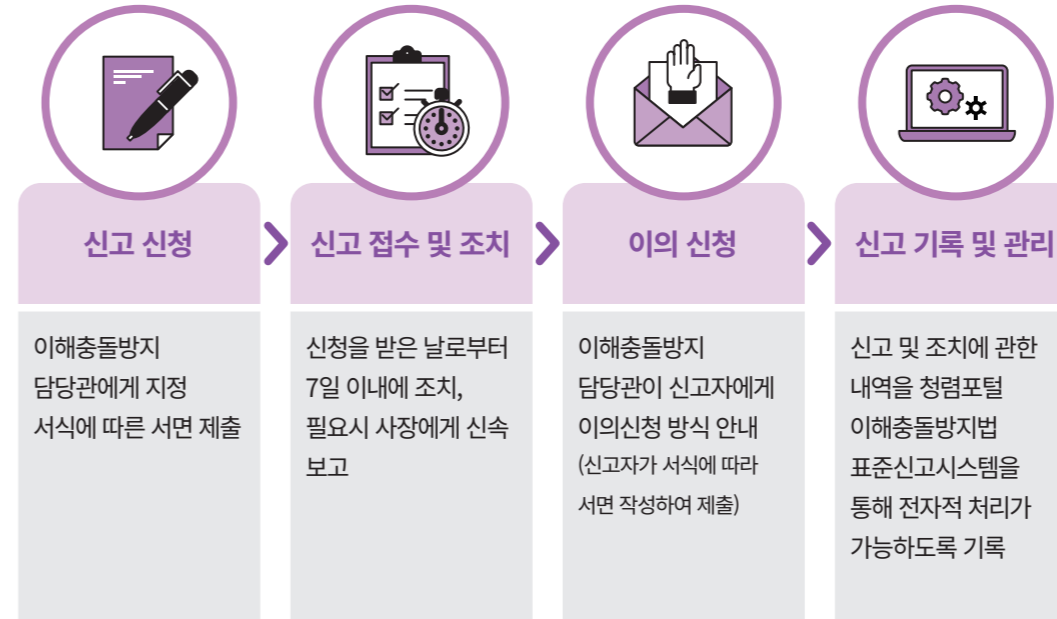 신고 신청
이해충돌방지
담당관에게 지정
서식에 따른 서면 제출
신고 접수 및 조치
신청을 받은 날로부터
7일 이내에 조치,
필요시 사장에게 신속
보고
이의 신청
이해충돌방지
담당관이 신고자에게
이의신청 방식 안내
(신고자가 서식에 따라
서면 작성하여 제출)
신고 기록 및 관리
신고 및 조치에 관한
내역을 청렴포털
이해충돌방지법
표준신고시스템을
통해 전자적 처리가
가능하도록 기록